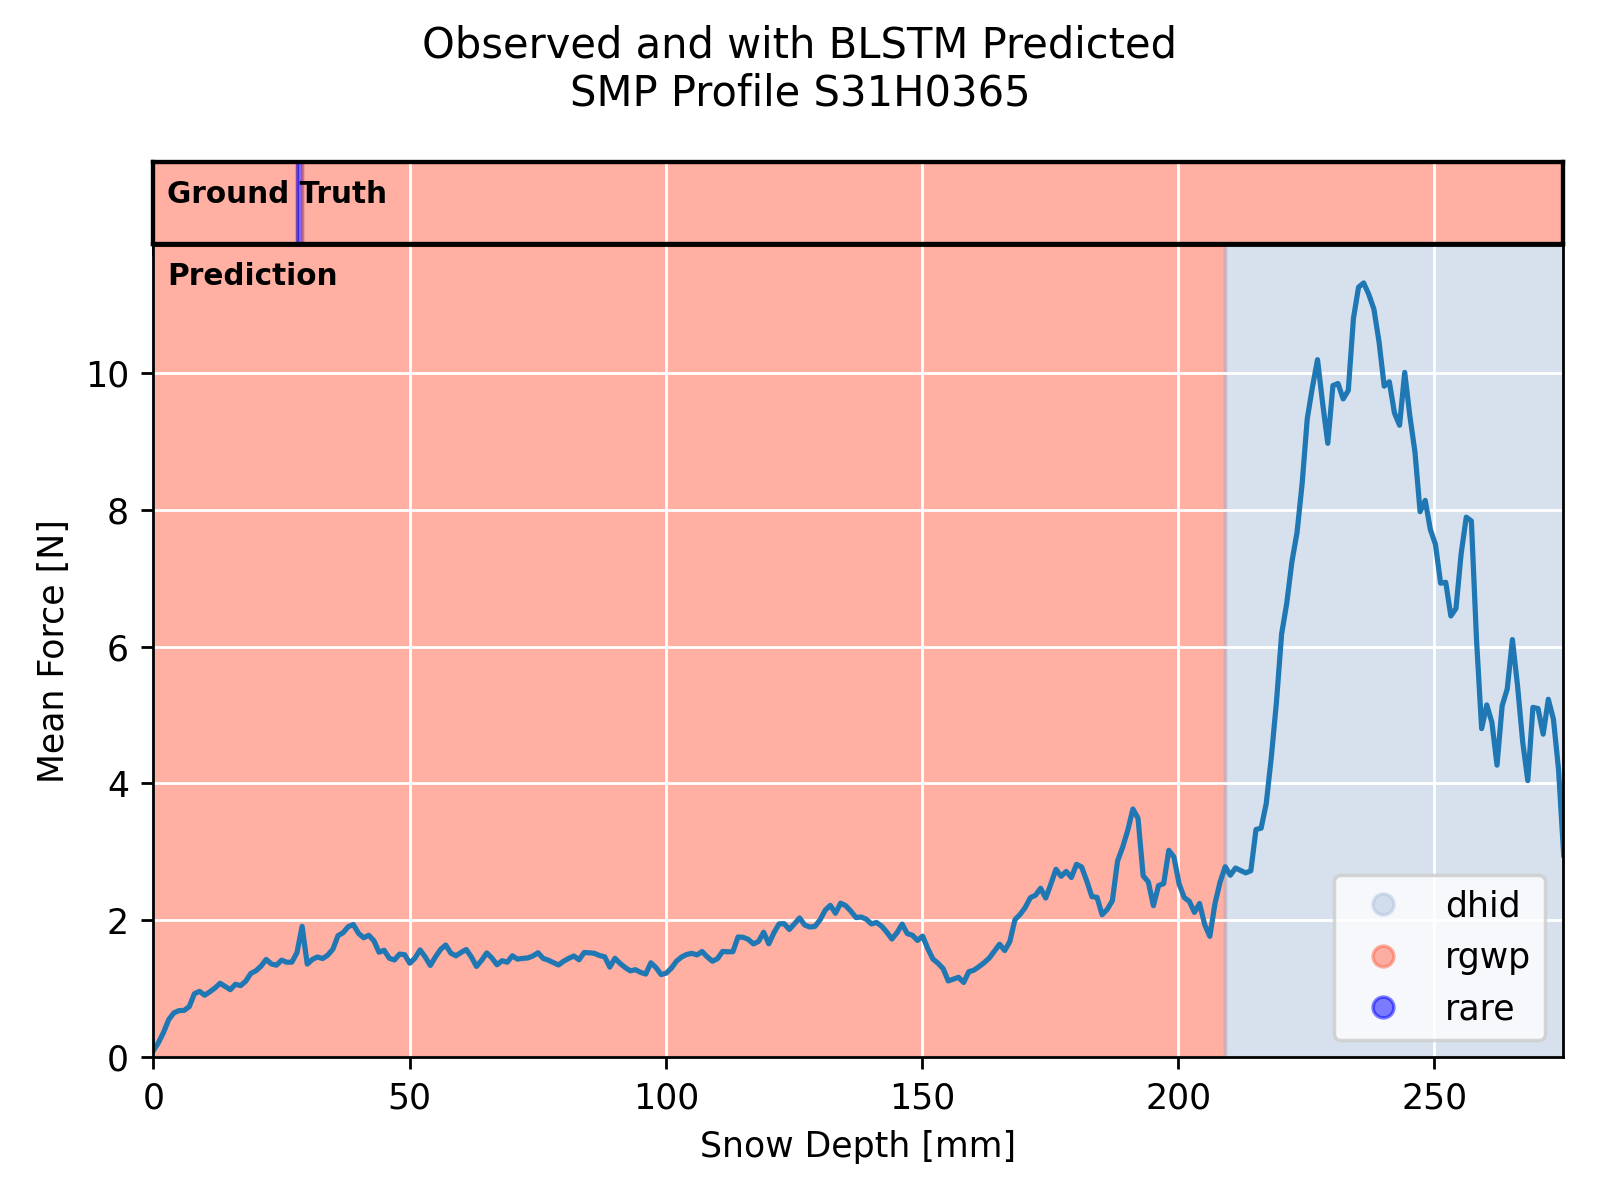 Observed and with BLSTM Predicted
SMP Profile S31H0365
Ground Truth
Prediction
Mean Force [N]
10
8
6
4
2
0
0 50 100 150 200 250
Snow Depth [mm]
dhid
rgwp
rare